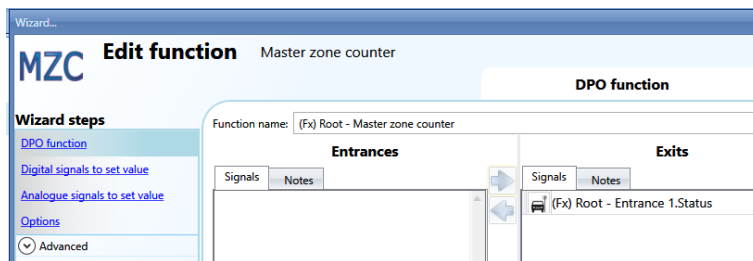 Wizard...
MZC Edit function Master zone counter
DPO function
Wizard steps
DPO function
Digital signals to set value
Analogue signals to set value
Options
Advanced
Function name: (Fx) Root - Master zone counter
Entrances
Signals Notes
Exits
Signals Notes
(Fx) Root - Entrance 1.Status